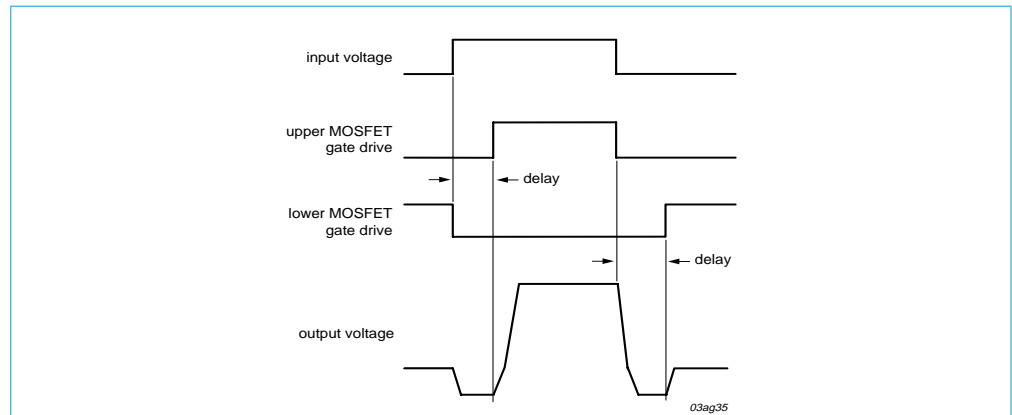 input voltage
upper MOSFET
gate drive
delay
lower MOSFET
gate drive
delay
output voltage
03ag35